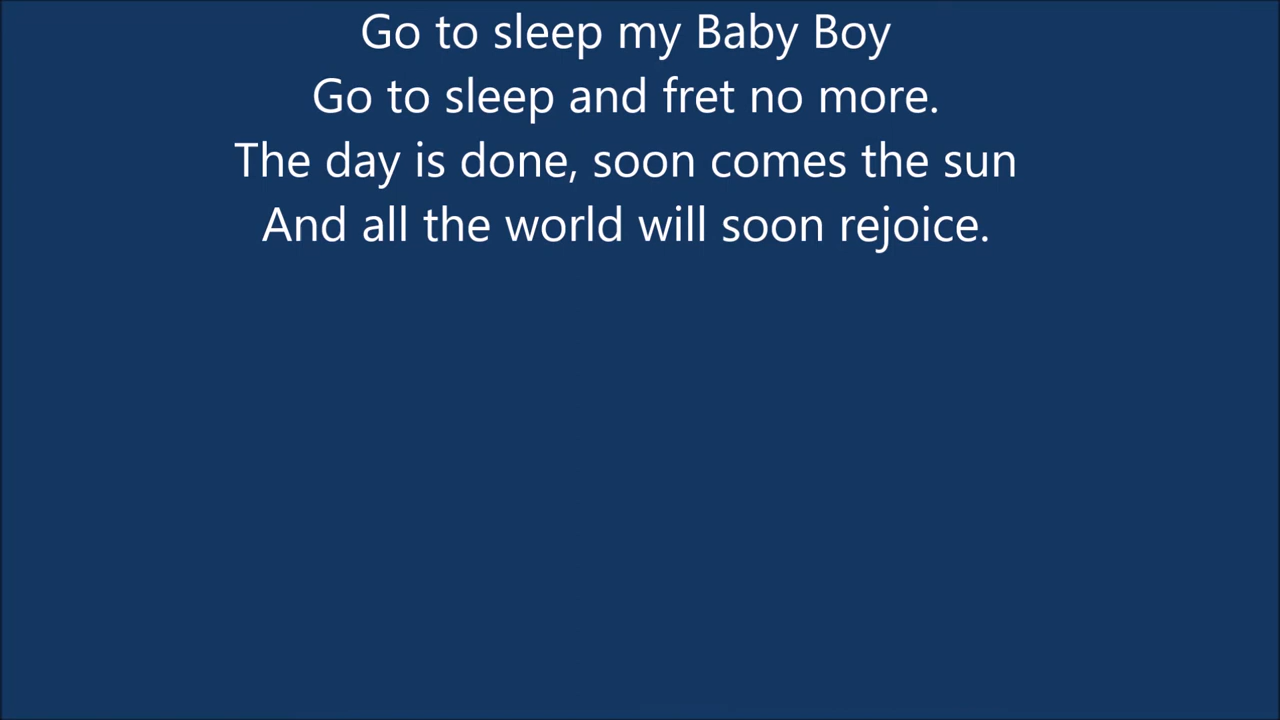 Go to sleep my Baby Boy
Go to sleep and fret no more.
The day is done, soon comes the sun
And all the world will soon rejoice.